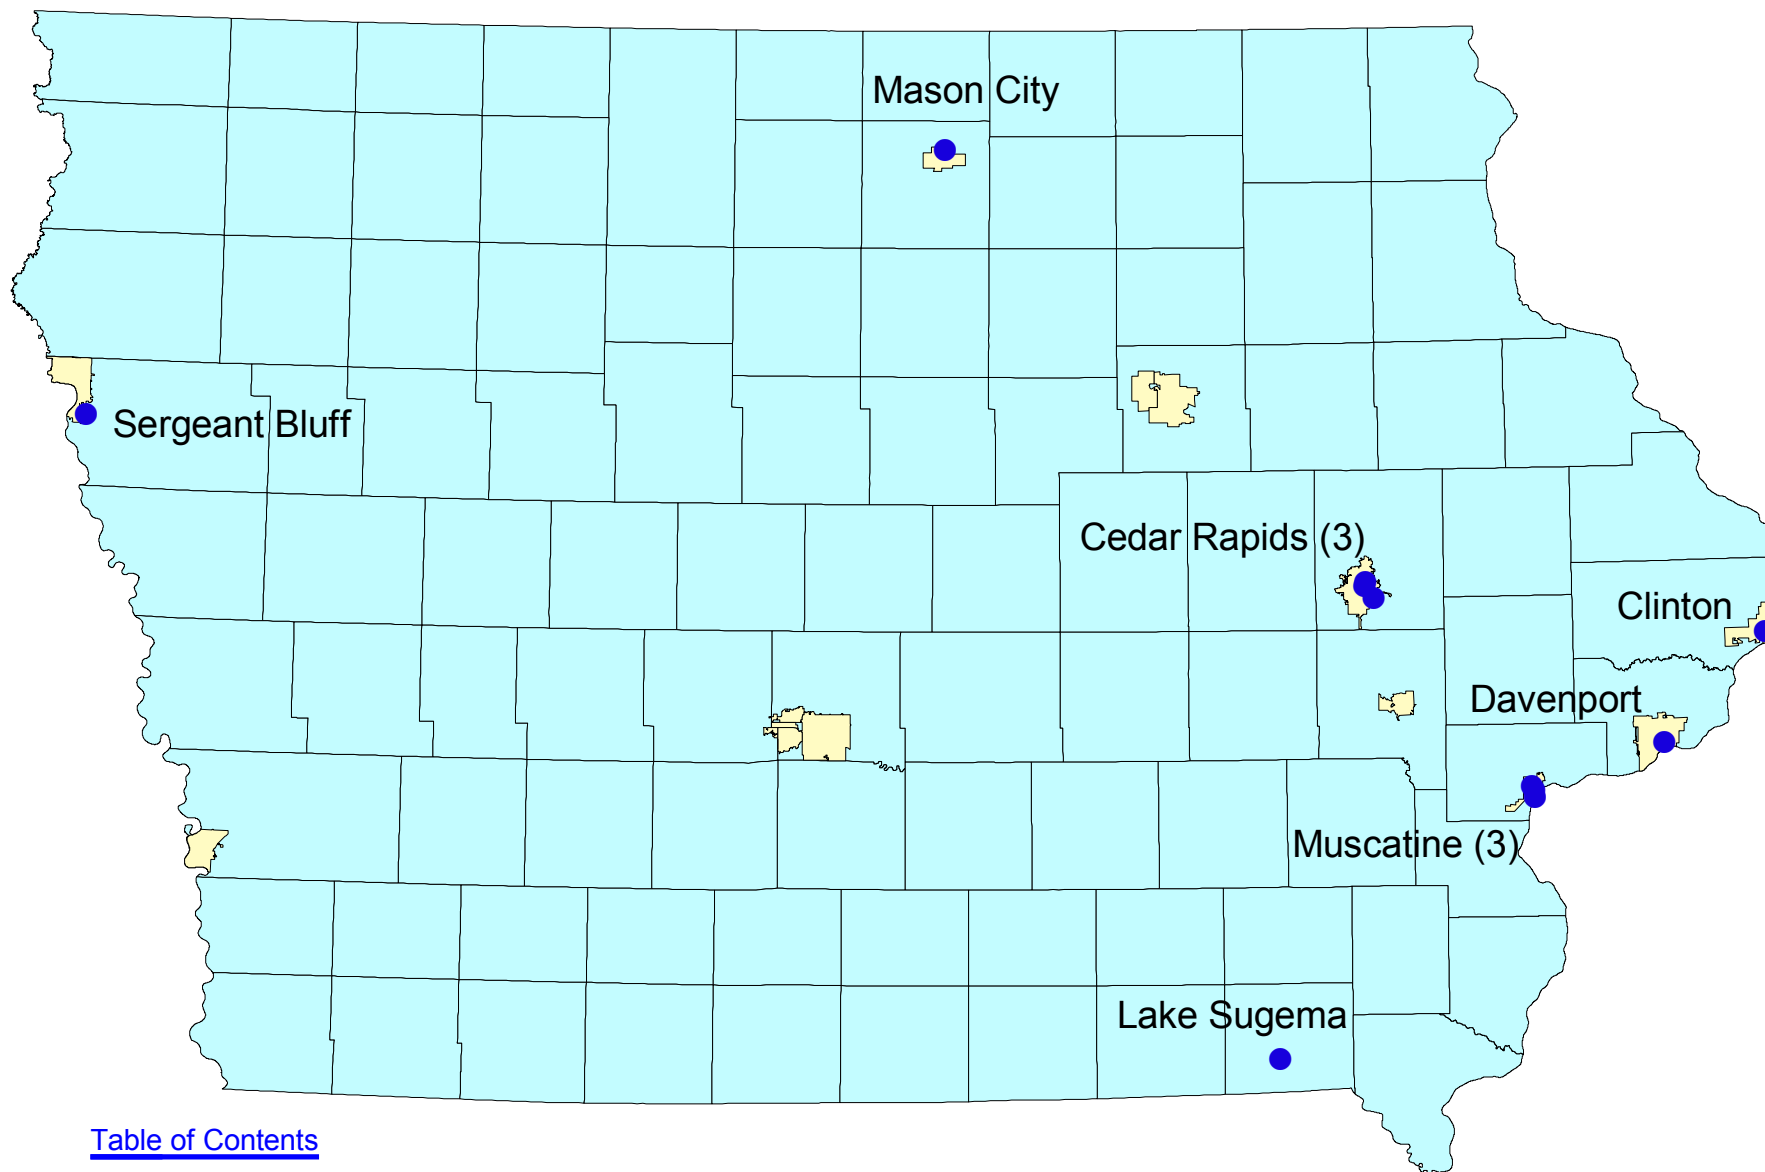 Mason City
Sergeant Bluff
Cedar Rapids (3)
Clinton
Davenport
Muscatine (3)
Lake Sugema
Table of Contents